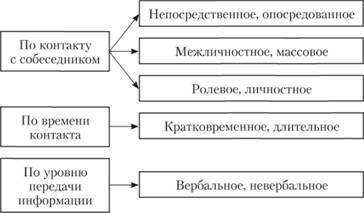 По контакту
с собеседником
Непосредственное, опосредованное
Межличностное, массовое
Ролевое, личностное
По времени
контакта
Кратковременное, длительное
По уровню
передачи
информации
Вербальное, невербальное